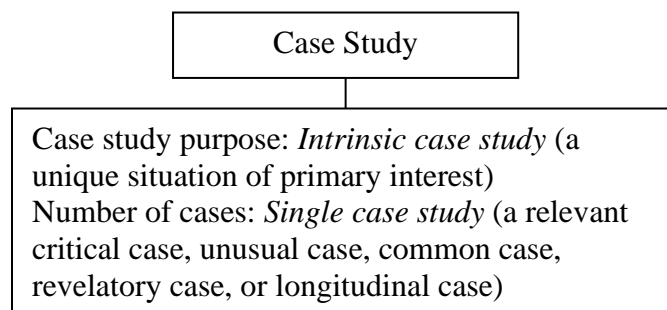 Case Study
Case study purpose: Intrinsic case study (a
unique situation of primary interest)
Number of cases: Single case study (a relevant
critical case, unusual case, common case,
revelatory case, or longitudinal case)